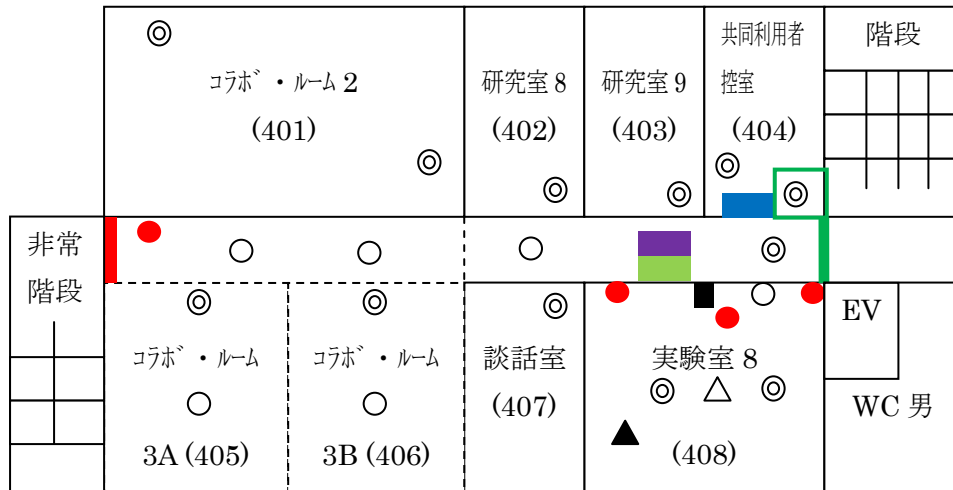 コラボ・ルーム2
(401)
研究室8
(402)
研究室9
(403)
共同利用者
控室
(404)
階段
非常
階段
コラボ・ルーム
3A (405)
コラボ・ルーム
3B (406)
談話室
(407)
実験室8
(408)
EV
WC 男